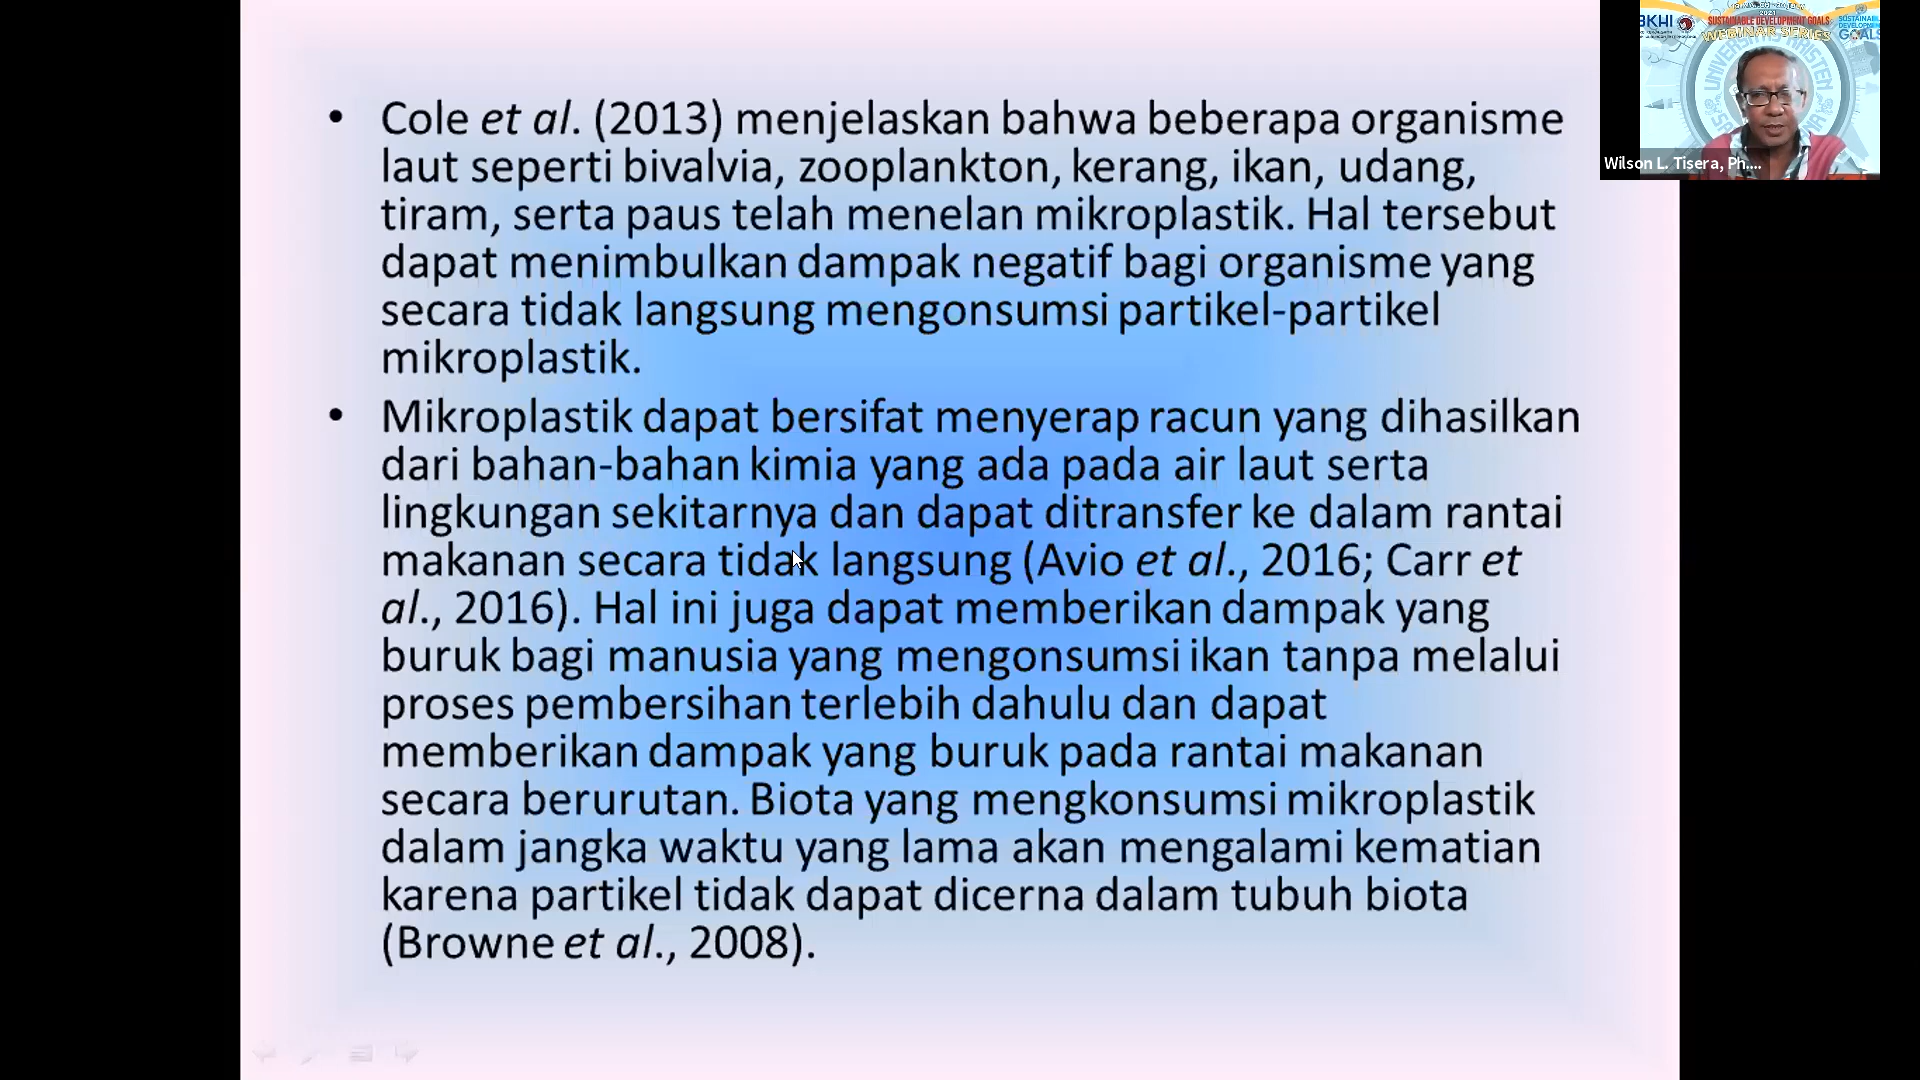 • Cole et al. (2013) menjelaskan bahwa beberapa organisme
laut seperti bivalvia, zooplankton, kerang, ikan, udang,
tiram, serta paus telah menelan mikroplastik. Hal tersebut
dapat menimbulkan dampak negatif bagi organisme yang
secara tidak langsung mengonsumsi partikel-partikel
mikroplastik.
• Mikroplastik dapat bersifat menyerap racun yang dihasilkan
dari bahan-bahan kimia yang ada pada air laut serta
lingkungan sekitarnya dan dapat ditransfer ke dalam rantai
makanan secara tidak langsung (Avio et al., 2016; Carr et
al., 2016). Hal ini juga dapat memberikan dampak yang
buruk bagi manusia yang mengonsumsi ikan tanpa melalui
proses pembersihan terlebih dahulu dan dapat
memberikan dampak yang buruk pada rantai makanan
secara berurutan. Biota yang mengkonsumsi mikroplastik
dalam jangka waktu yang lama akan mengalami kematian
karena partikel tidak dapat dicerna dalam tubuh biota
(Browne et al., 2008).
2021
BKHI
SUSTAINABLE DEVELOPMENT GOALS
WEBINAR SERIES
GOALS
Wilson L. Tisera, Ph....